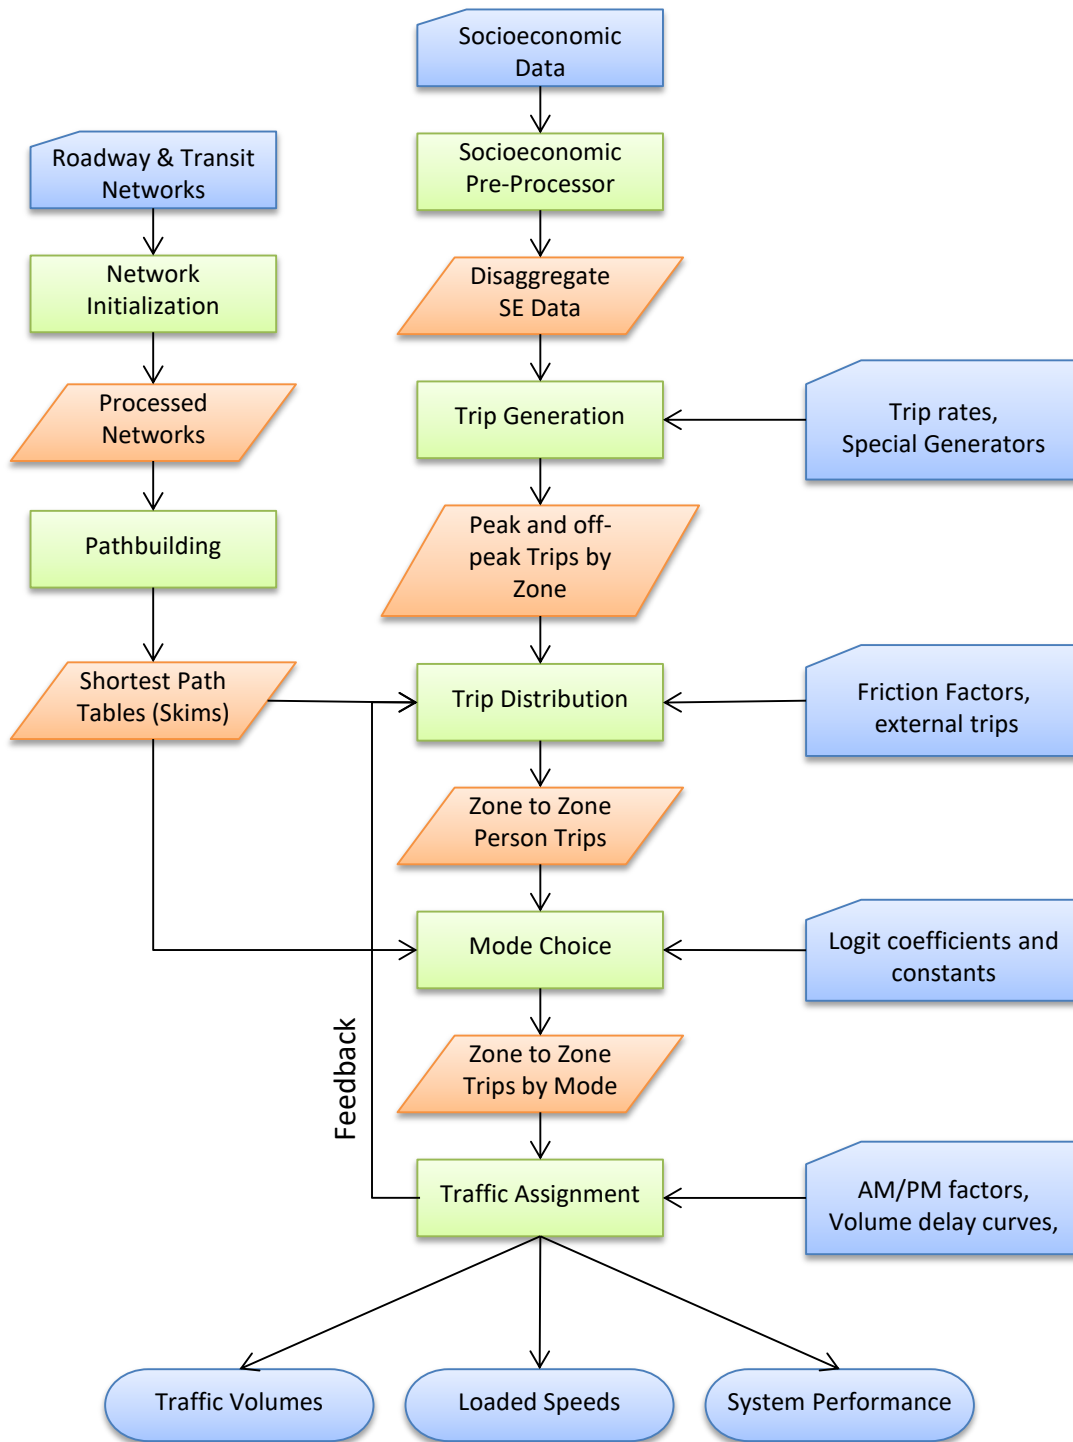 Socioeconomic
Data
Roadway & Transit
Networks
Socioeconomic
Pre-Processor
Network
Initialization
Disaggregate
SE Data
Processed
Networks
Trip Generation
Trip rates,
Special Generators
Pathbuilding
Peak and off-
peak Trips by
Zone
Shortest Path
Tables (Skims)
Trip Distribution
Friction Factors,
external trips
Zone to Zone
Person Trips
Mode Choice
Logit coefficients and
constants
Feedback
Zone to Zone
Trips by Mode
Traffic Assignment
AM/PM factors,
Volume delay curves,
Traffic Volumes
Loaded Speeds
System Performance